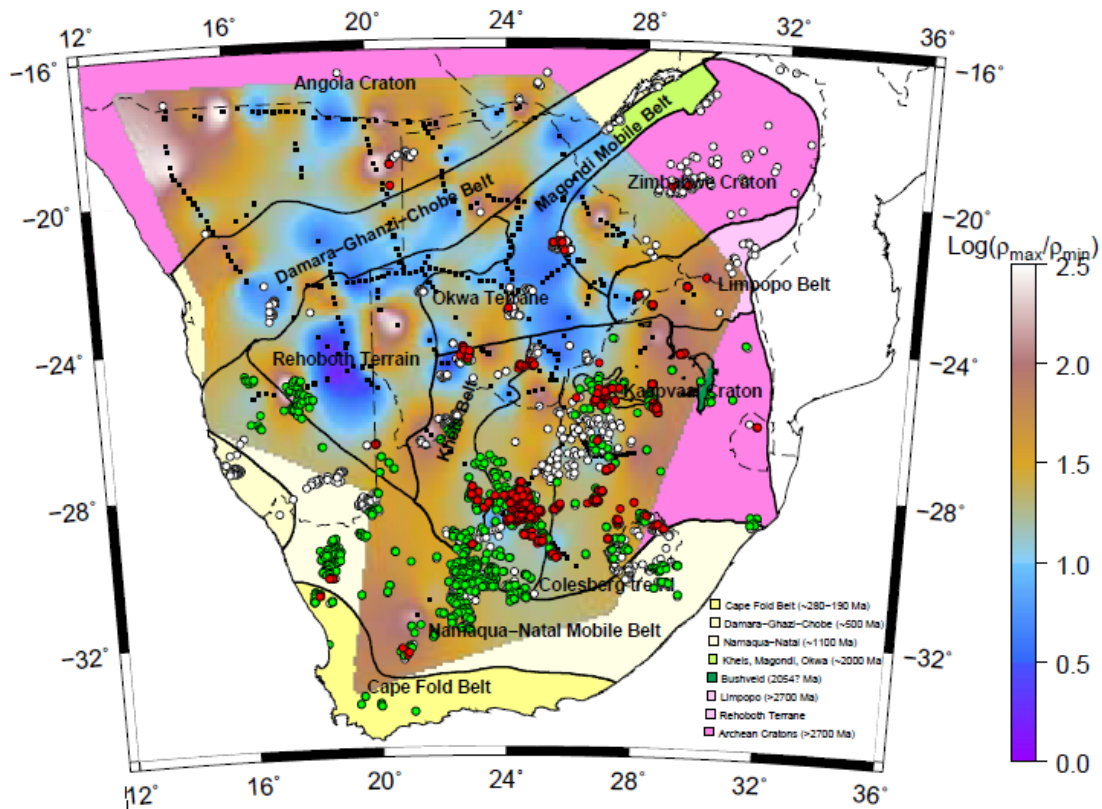 12° 16° 20° 24° 28° 32° 36°
−16° −16°
Angola Craton
Magondi Mobile Belt
Zimbabwe Craton
−20° −20°
Damara−Ghanzi−Chobe Belt
Log(ρmax/ρmin)
2.5
Limpopo Belt
Okwa Terrane
Rehoboth Terrain
−24° −24°
Kaapvaal Craton
2.0
Kheis Belt
1.5
−28° −28°
1.0
Colesberg trend
Cape Fold Belt (~280−190 Ma)
Damara−Ghazi−Chobe (~500 Ma)
Namaqua−Natal Mobile Belt
Namaqua−Natal (~1100 Ma)
−32° −32°
Kheis, Magondi, Okwa (~2000 Ma
0.5
Bushveld (2054? Ma)
Cape Fold Belt
Limpopo (>2700 Ma)
Rehoboth Terrane
Archean Cratons (>2700 Ma)
0.0
12° 16° 20° 24° 28° 32° 36°